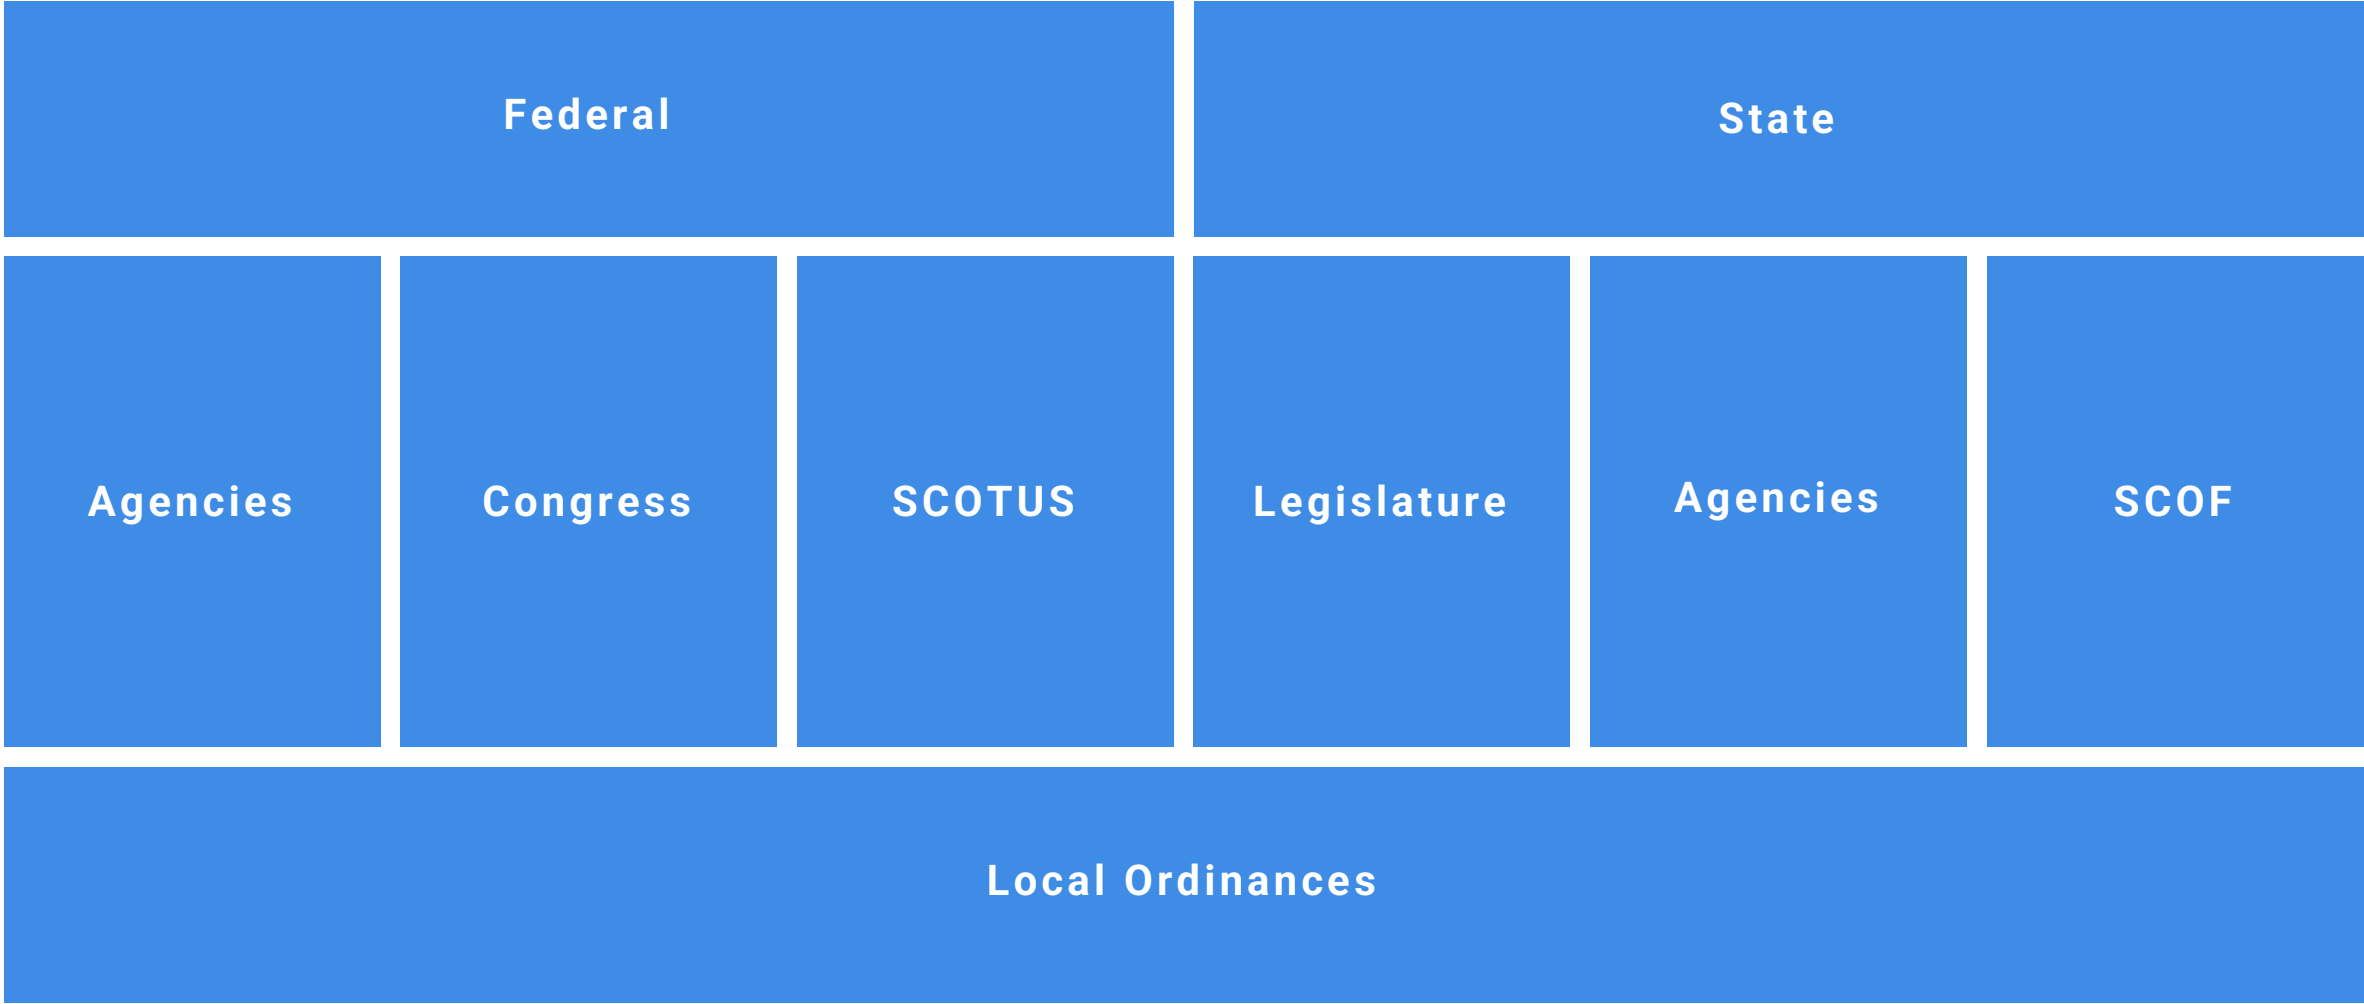 Federal
State
Agencies
Congress
SCOTUS
Legislature
Agencies
SCOF
Local Ordinances